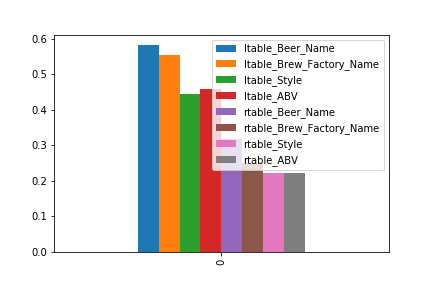 0.6
0.5
0.4
0.3
0.2
0.1
0.0
0
ltable_Beer_Name
ltable_Brew_Factory_Name
ltable_Style
ltable_ABV
rtable_Beer_Name
rtable_Brew_Factory_Name
rtable_Style
rtable_ABV